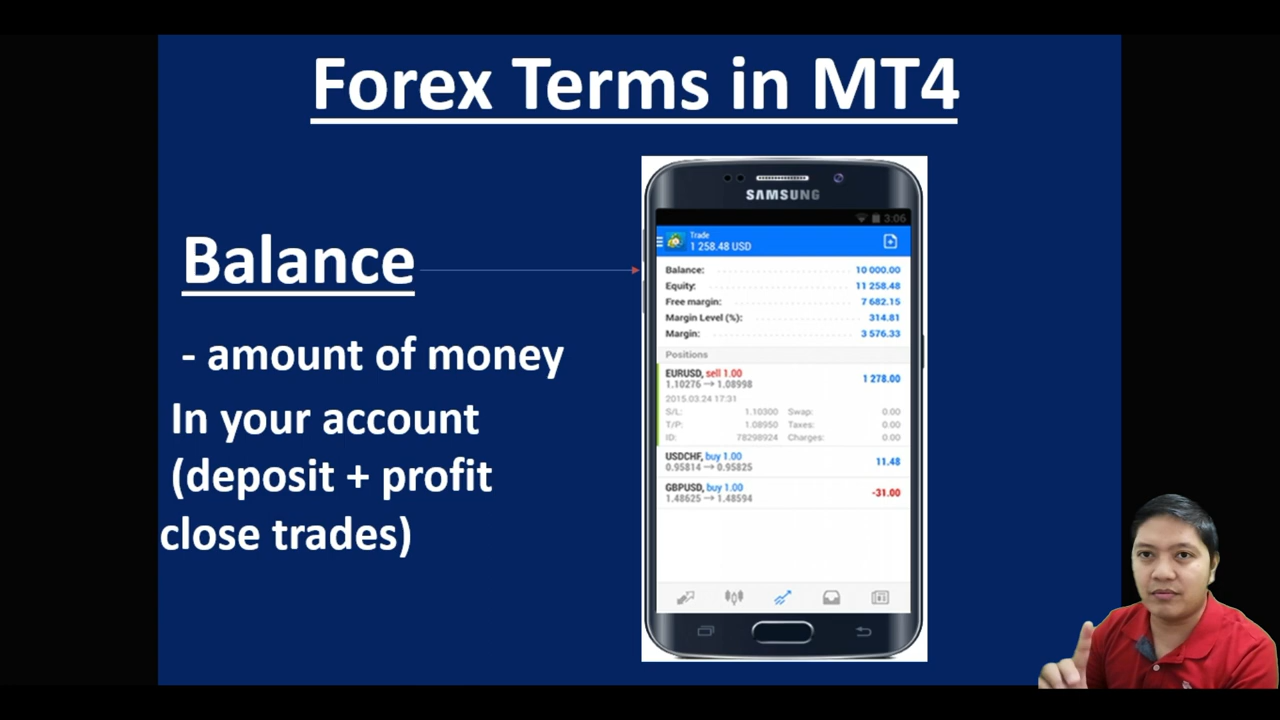 Forex Terms in MT4
Balance
- amount of money
In your account
(deposit + profit
close trades)
SAMSUNG
3:06
Trade
1 258.48 USD
Balance: 10 000.00
Equity: 11 258.48
Free margin: 7 682.15
Margin Level (%): 314.81
Margin: 3 576.33
Positions
EURUSD, sell 1.00
1.10276 → 1.08998 1 278.00
2015.03.24 17:31
S/L: 1.10300 Swap: 0.00
T/P: 1.08950 Taxes: 0.00
ID: 78298924 Charges: 0.00
USDCHF, buy 1.00
0.95814 → 0.95825 11.48
GBPUSD, buy 1.00
1.48625 → 1.48594 -31.00